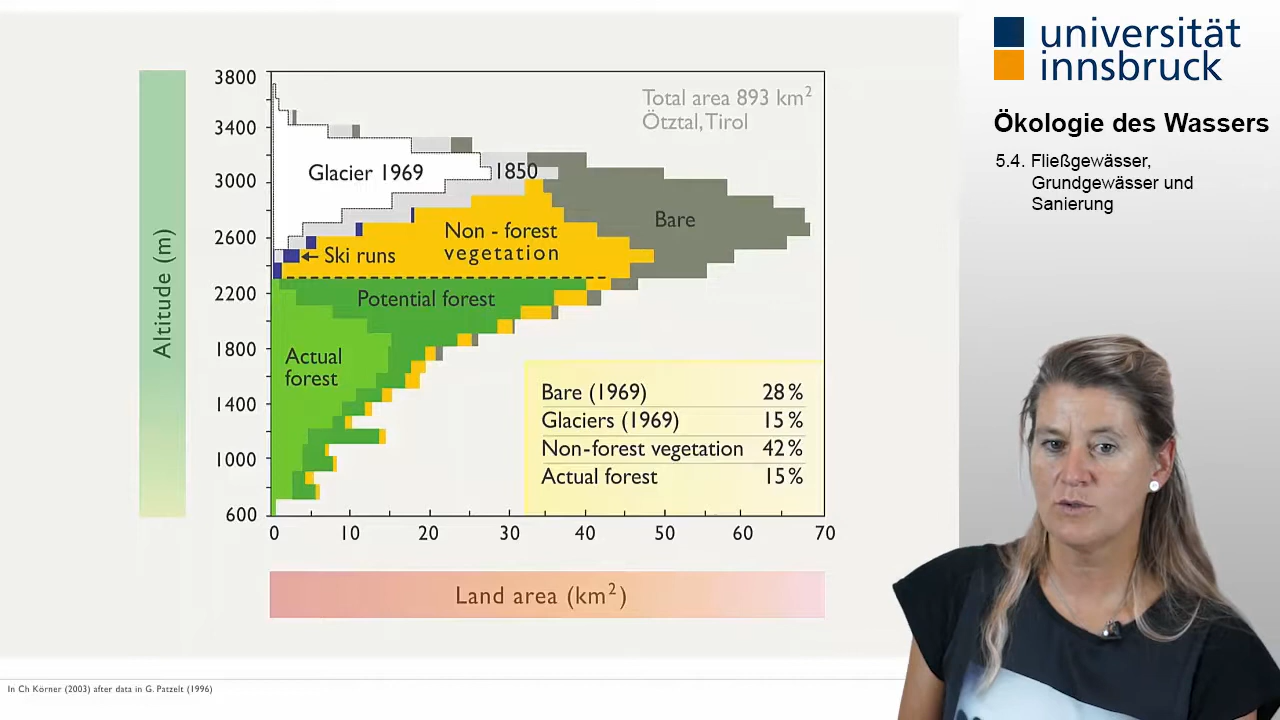 universität
innsbruck
Ökologie des Wassers
5.4. Fließgewässer,
Grundgewässer und
Sanierung
Altitude (m)
3800
3400
3000
2600
2200
1800
1400
1000
600
Total area 893 km²
Ötztal, Tirol
Glacier 1969
1850
Bare
Non - forest
vegetation
Ski runs
Potential forest
Actual
forest
Bare (1969) 28%
Glaciers (1969) 15%
Non-forest vegetation 42%
Actual forest 15%
0 10 20 30 40 50 60 70
Land area (km²)
In Ch Körner (2003) after data in G. Patzelt (1996)